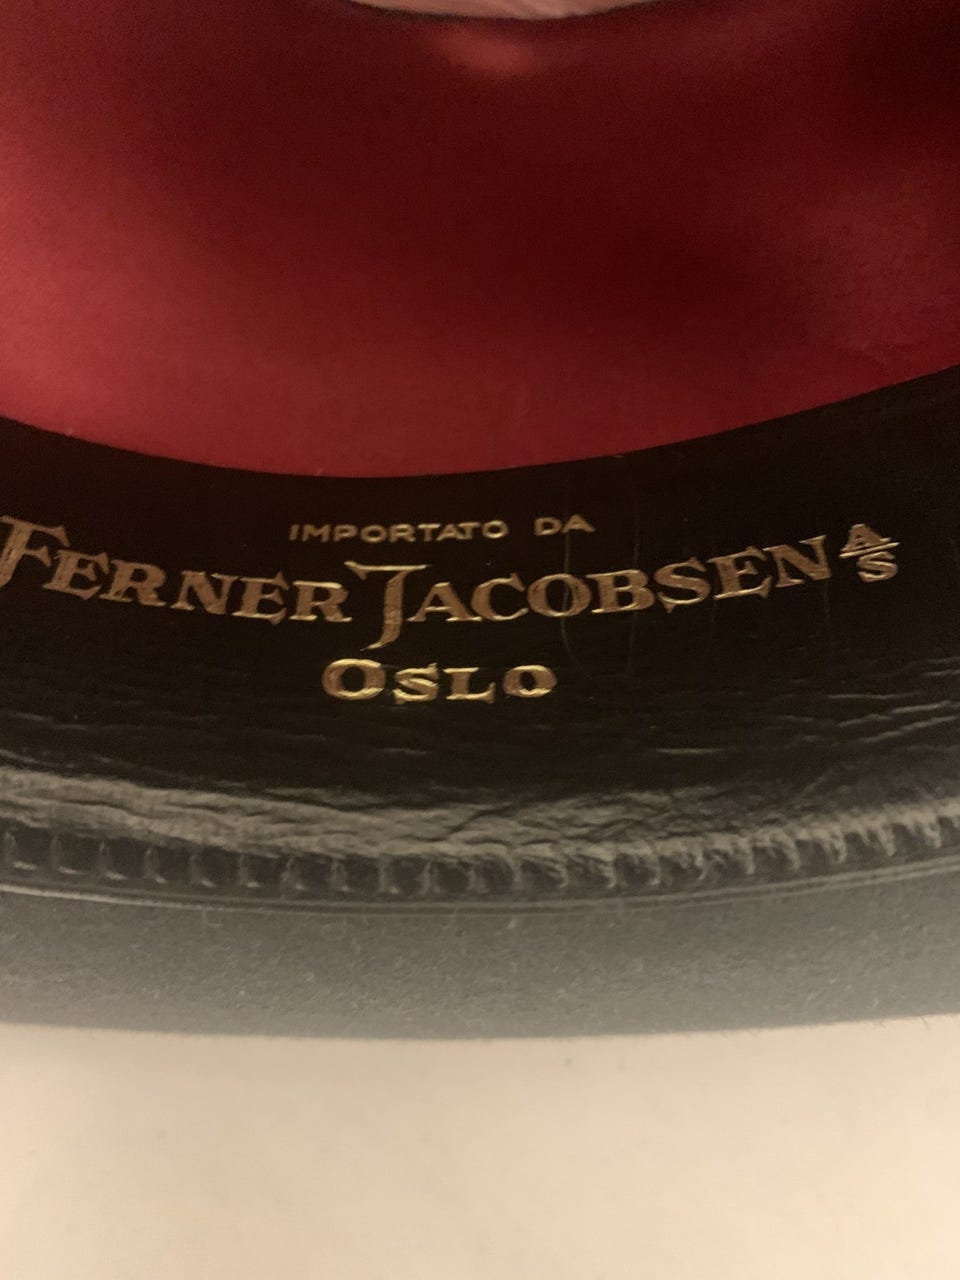 IMPORTATO DA
FERNER JACOBSEN A/S
OSLO